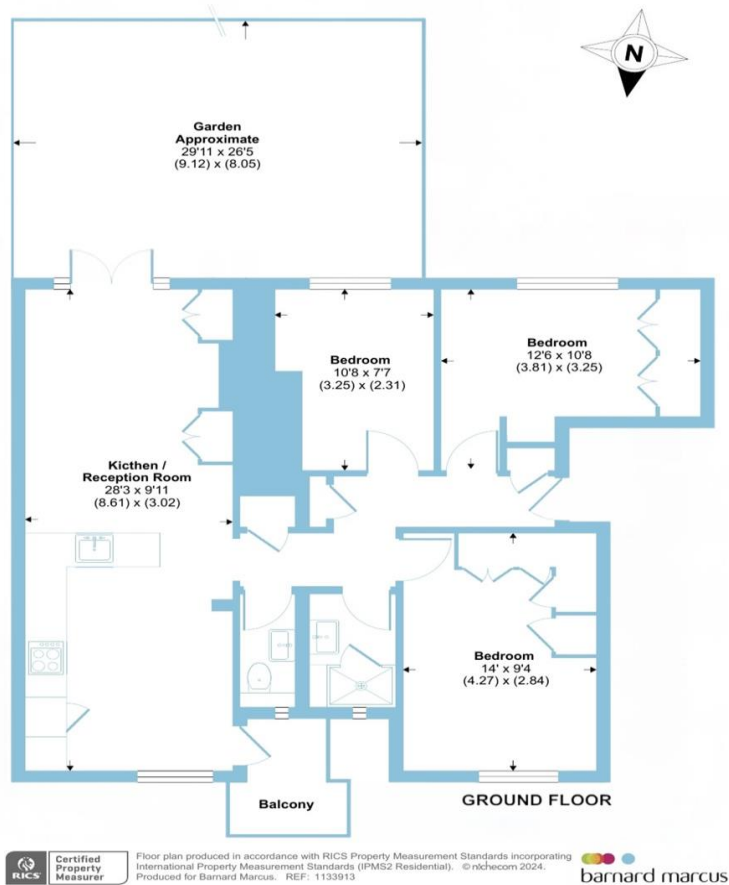 N
Garden
Approximate
29'11 x 26'5
(9.12) x (8.05)
Bedroom
10'8 x 7'7
(3.25) x (2.31)
Bedroom
12'6 x 10'8
(3.81) x (3.25)
Kicthen /
Reception Room
28'3 x 9'11
(8.61) x (3.02)
Bedroom
14' x 9'4
(4.27) x (2.84)
Balcony
GROUND FLOOR
RICS
Certified
Property
Measurer
Floor plan produced in accordance with RICS Property Measurement Standards incorporating
International Property Measurement Standards (IPMS2 Residential). © nichecom 2024.
Produced for Barnard Marcus. REF: 1133913
barnard marcus